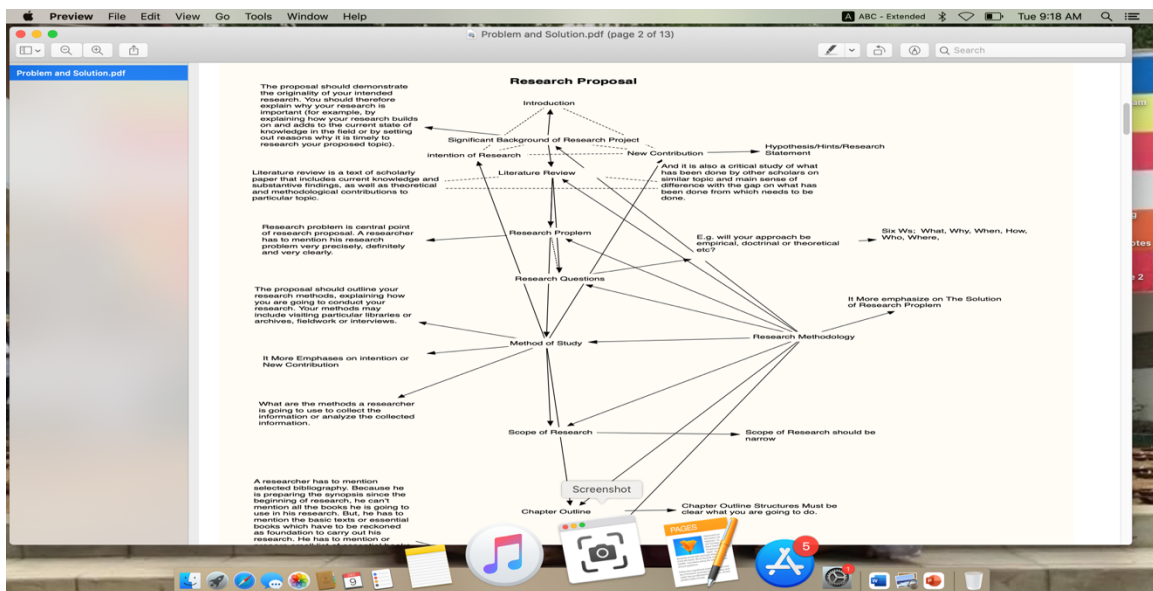 Preview File Edit View Go Tools Window Help
A ABC - Extended Tue 9:18 AM
Problem and Solution.pdf (page 2 of 13)
Search
Problem and Solution.pdf
Research Proposal
The proposal should demonstrate
the originality of your intended
research. You should therefore
explain why your research is
important (for example, by
explaining how your research builds
on and adds to the current state of
knowledge in the field or by setting
out reasons why it is timely to
research your proposed topic).
Introduction
Significant Background of Research Project
intention of Research
New Contribution
Hypothesis/Hints/Research
Statement
Literature review is a text of scholarly
paper that includes current knowledge and
substantive findings, as well as theoretical
and methodological contributions to
particular topic.
Literature Review
And it is also a critical study of what
has been done by other scholars on
similar topic and main sense of
difference with the gap on what has
been done from which needs to be
done.
Research problem is central point
of research proposal. A researcher
has to mention his research
problem very precisely, definitely
and very clearly.
Research Proplem
E.g. will your approach be
empirical, doctrinal or theoretical
etc?
Six Ws; What, Why, When, How,
Who, Where,
Research Questions
The proposal should outline your
research methods, explaining how
you are going to conduct your
research. Your methods may
include visiting particular libraries or
archives, fieldwork or interviews.
It More emphasize on The Solution
of Research Proplem
Method of Study
Research Methodology
It More Emphases on intention or
New Contribution
What are the methods a researcher
is going to use to collect the
information or analyze the collected
information.
Scope of Research
Scope of Research should be
narrow
A researcher has to mention
selected bibliography. Because he
is preparing the synopsis since the
beginning of research, he can't
mention all the books he is going to
use in his research. But, he has to
mention the basic texts or essential
books which have to be reckoned
as foundation to carry out his
research. He has to mention or
Screenshot
Chapter Outline
Chapter Outline Structures Must be
clear what you are going to do.
PAGES
5
1
9